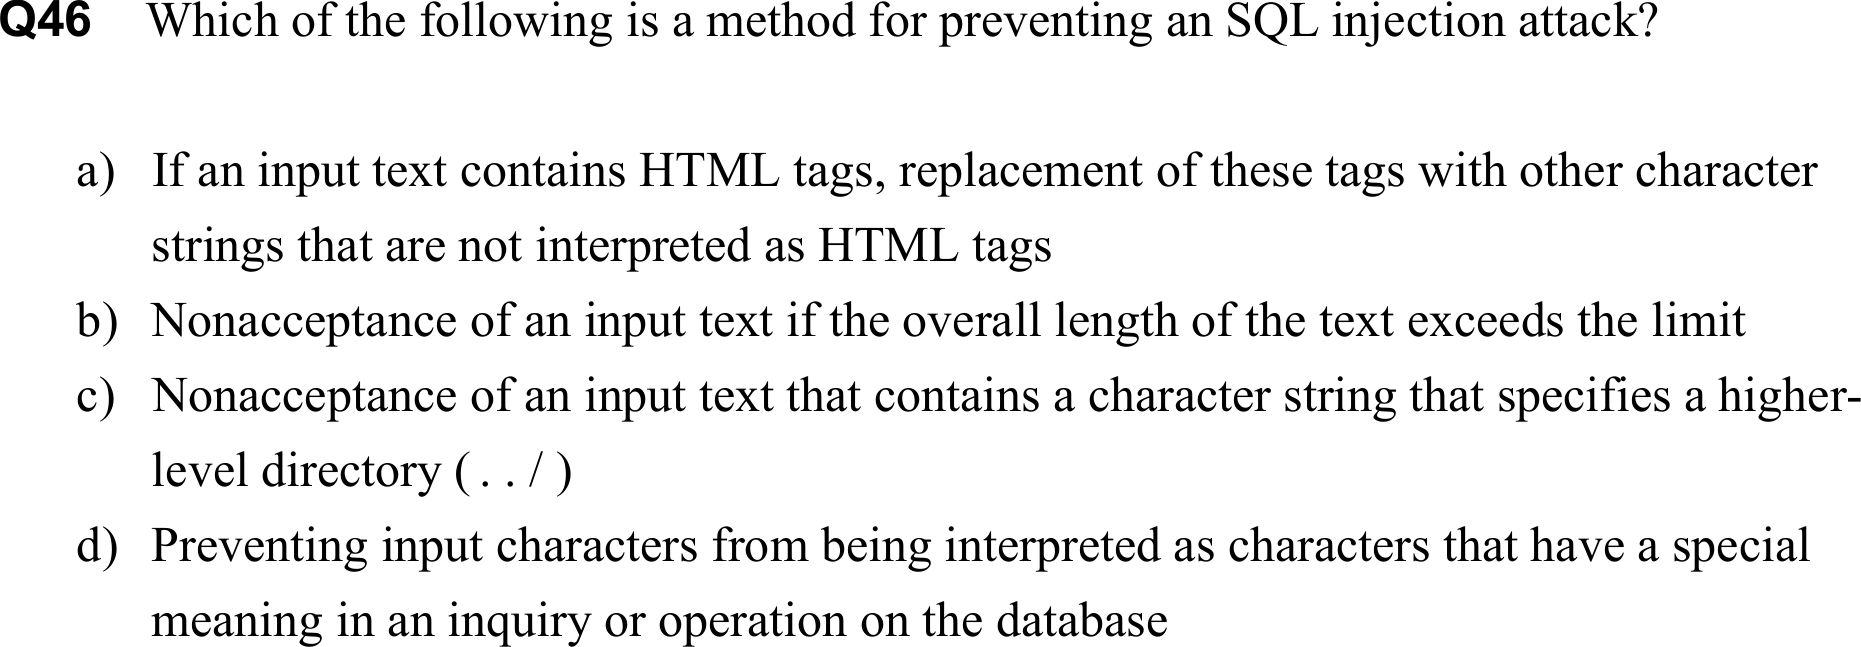 Q46 Which of the following is a method for preventing an SQL injection attack?
a) If an input text contains HTML tags, replacement of these tags with other character
strings that are not interpreted as HTML tags
b) Nonacceptance of an input text if the overall length of the text exceeds the limit
c) Nonacceptance of an input text that contains a character string that specifies a higher-
level directory ( . . / )
d) Preventing input characters from being interpreted as characters that have a special
meaning in an inquiry or operation on the database